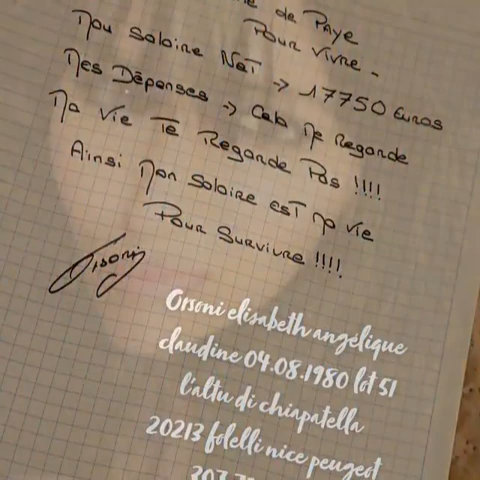 de Paye
Pour Vivre.
Mon Salaire Net → 17750 Euros
Mes Dépenses → Cela Ne Regarde
Ma Vie Te Regarde Pas !!!!
Ainsi Mon Salaire est ma vie
Pour Survivre !!!!
Orsoni
Orsoni elisabeth angélique
claudine 04.08.1980 lot 51
l'altu di chiapatella
20213 folelli nice peugeot